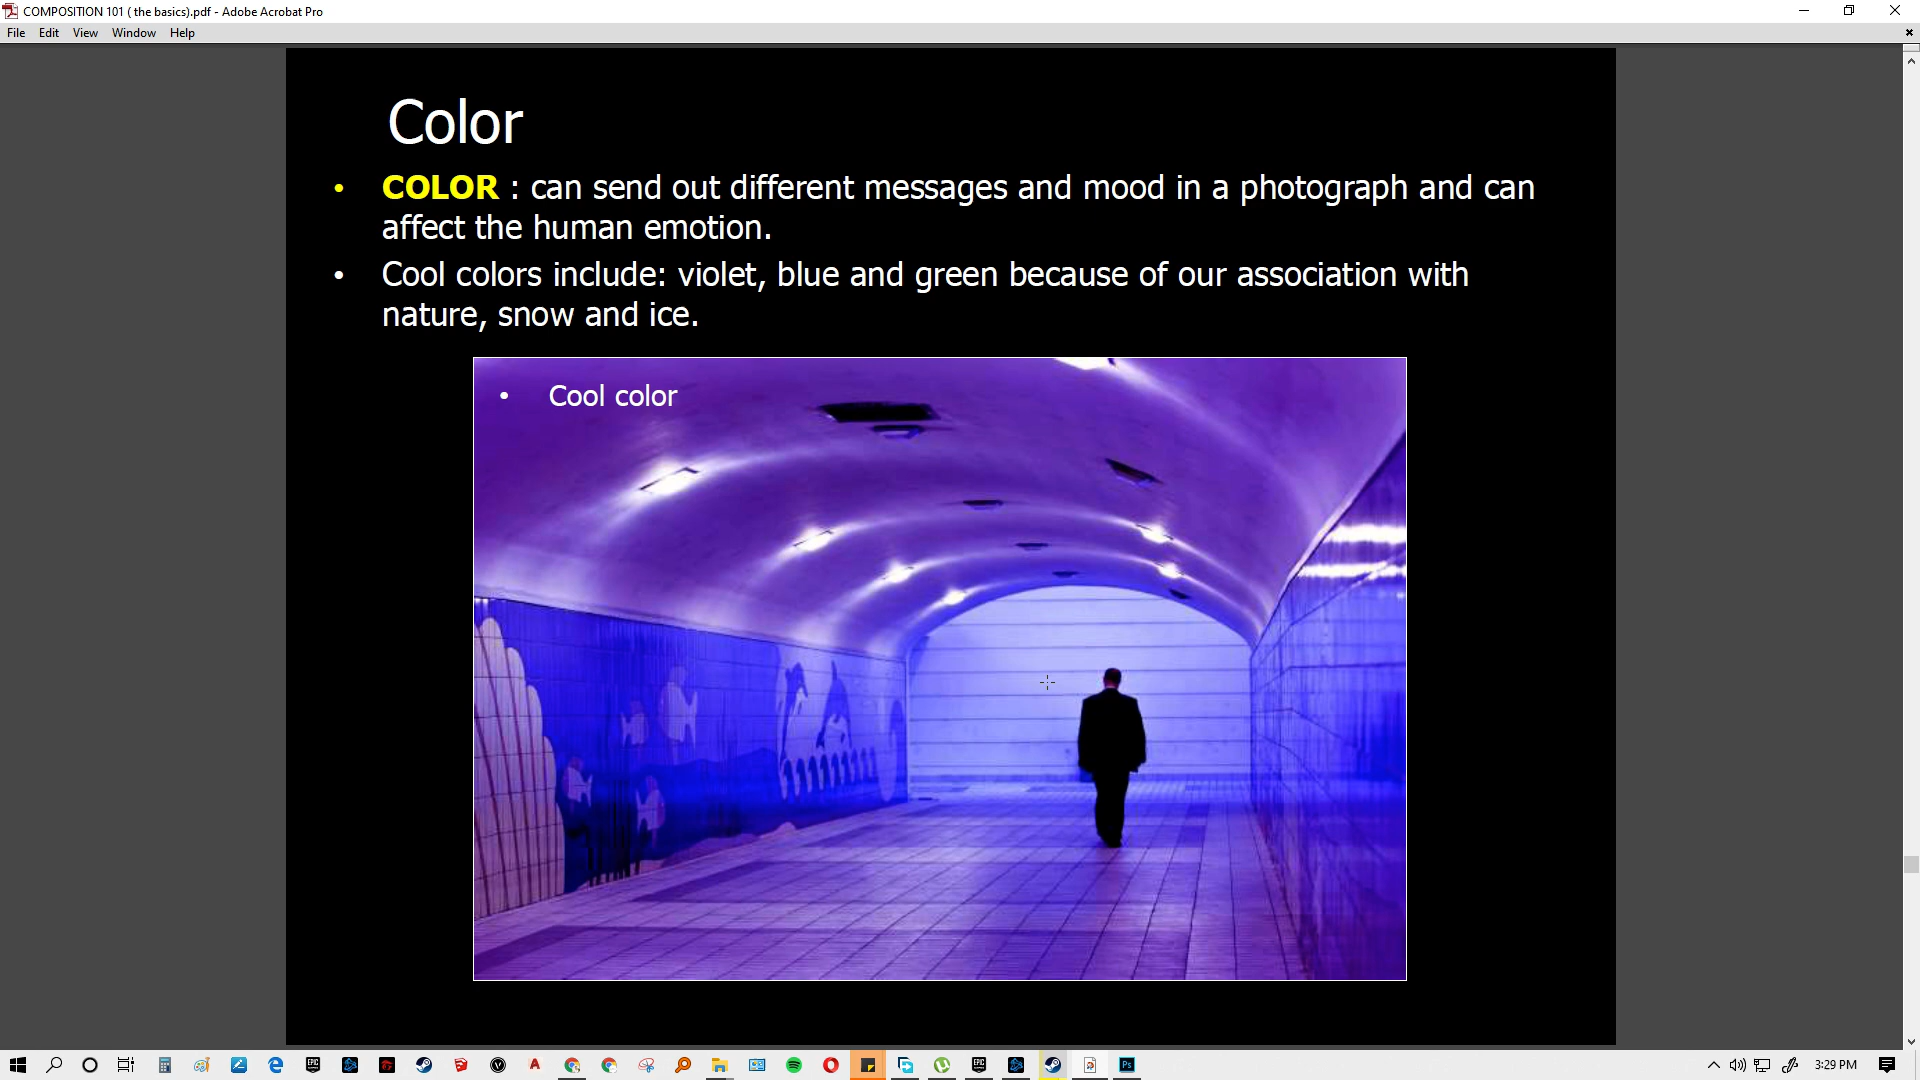 COMPOSITION 101 ( the basics).pdf - Adobe Acrobat Pro
File Edit View Window Help
Color
• COLOR : can send out different messages and mood in a photograph and can
affect the human emotion.
• Cool colors include: violet, blue and green because of our association with
nature, snow and ice.
• Cool color
3:29 PM